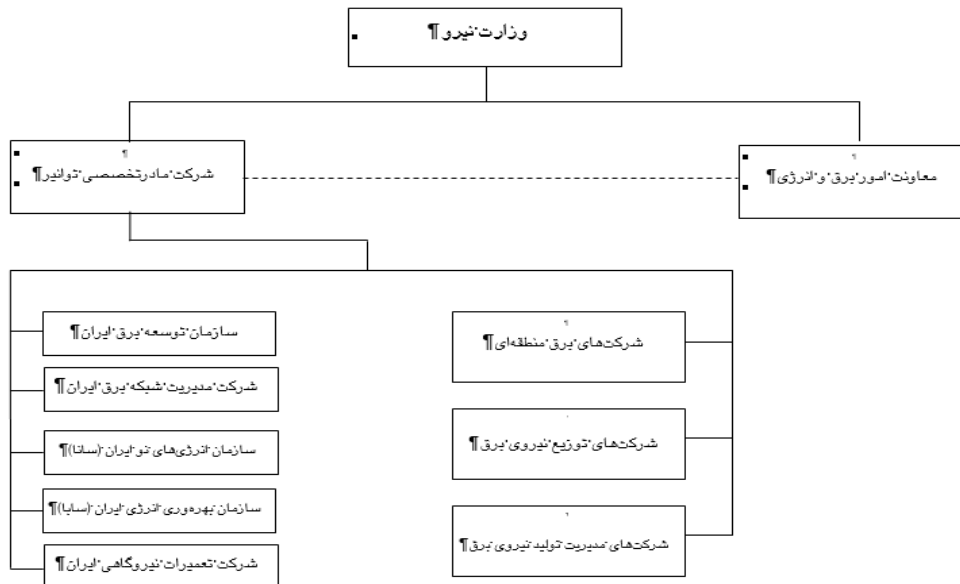 وزارت نیرو
شرکت مادرتخصصی توانیر
معاونت امور برق و انرژی
سازمان توسعه برق ایران
شرکت مدیریت شبکه برق ایران
سازمان انرژی‌های نو ایران (سانا)
سازمان بهره‌وری انرژی ایران (سابا)
شرکت تعمیرات نیروگاهی ایران
شرکت‌های برق منطقه‌ای
شرکت‌های توزیع نیروی برق
شرکت‌های مدیریت تولید نیروی برق